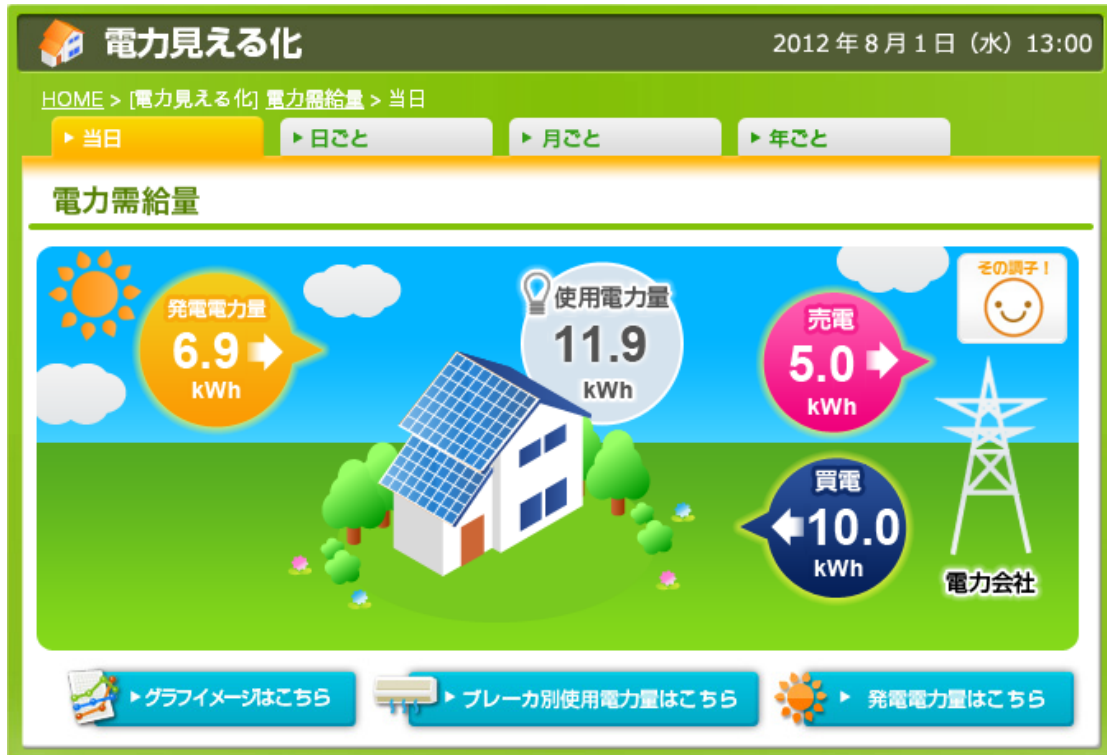 電力見える化
2012年8月1日（水）13:00
HOME > [電力見える化] 電力需給量 > 当日
当日
日ごと
月ごと
年ごと
電力需給量
発電電力量
6.9
kWh
使用電力量
11.9
kWh
売電
5.0
kWh
その調子！
買電
10.0
kWh
電力会社
グラフイメージはこちら
ブレーカ別使用電力量はこちら
発電電力量はこちら